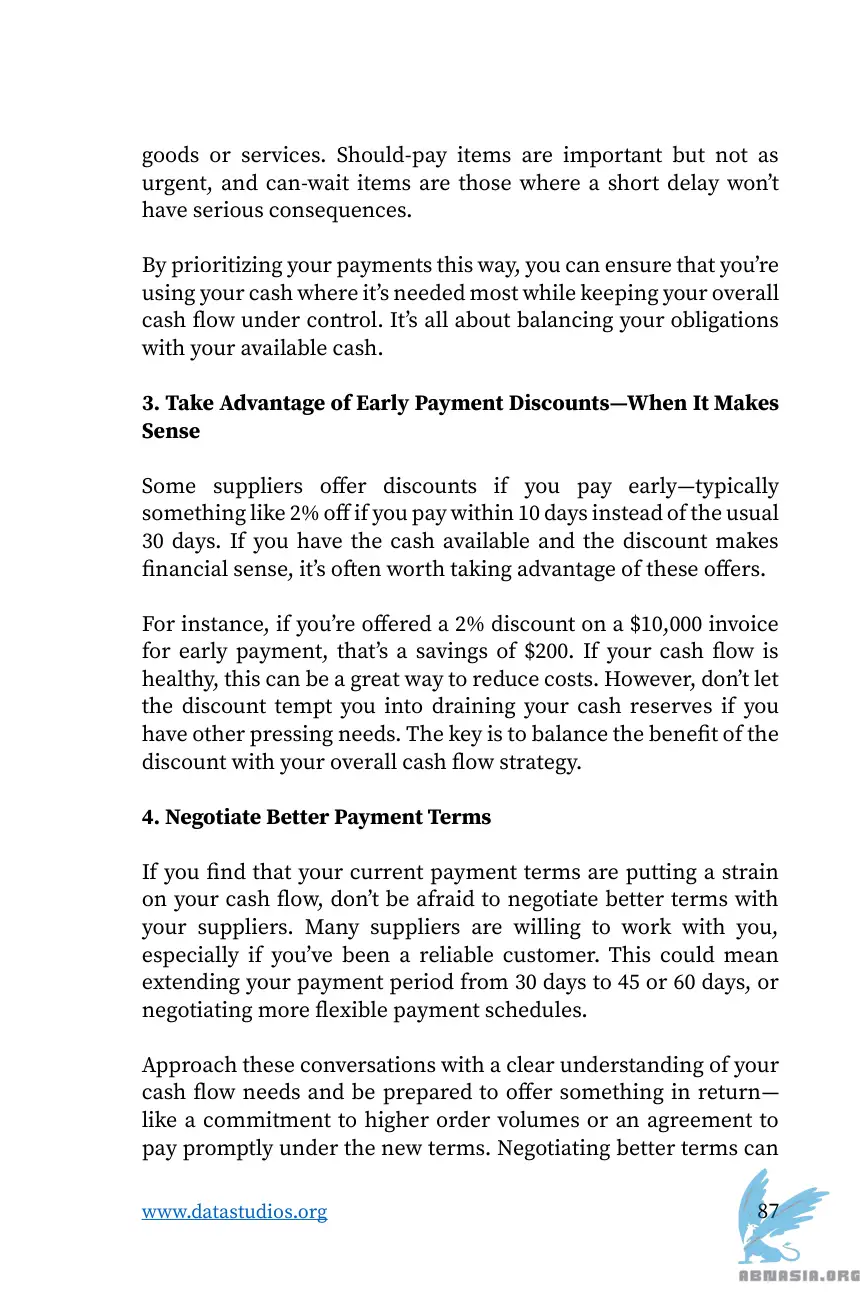 goods or services. Should-pay items are important but not as
urgent, and can-wait items are those where a short delay won’t
have serious consequences.
By prioritizing your payments this way, you can ensure that you’re
using your cash where it’s needed most while keeping your overall
cash flow under control. It’s all about balancing your obligations
with your available cash.
3. Take Advantage of Early Payment Discounts—When It Makes
Sense
Some suppliers offer discounts if you pay early—typically
something like 2% off if you pay within 10 days instead of the usual
30 days. If you have the cash available and the discount makes
financial sense, it’s often worth taking advantage of these offers.
For instance, if you’re offered a 2% discount on a $10,000 invoice
for early payment, that’s a savings of $200. If your cash flow is
healthy, this can be a great way to reduce costs. However, don’t let
the discount tempt you into draining your cash reserves if you
have other pressing needs. The key is to balance the benefit of the
discount with your overall cash flow strategy.
4. Negotiate Better Payment Terms
If you find that your current payment terms are putting a strain
on your cash flow, don’t be afraid to negotiate better terms with
your suppliers. Many suppliers are willing to work with you,
especially if you’ve been a reliable customer. This could mean
extending your payment period from 30 days to 45 or 60 days, or
negotiating more flexible payment schedules.
Approach these conversations with a clear understanding of your
cash flow needs and be prepared to offer something in return—
like a commitment to higher order volumes or an agreement to
pay promptly under the new terms. Negotiating better terms can
www.datastudios.org 87
ABNASIA.ORG